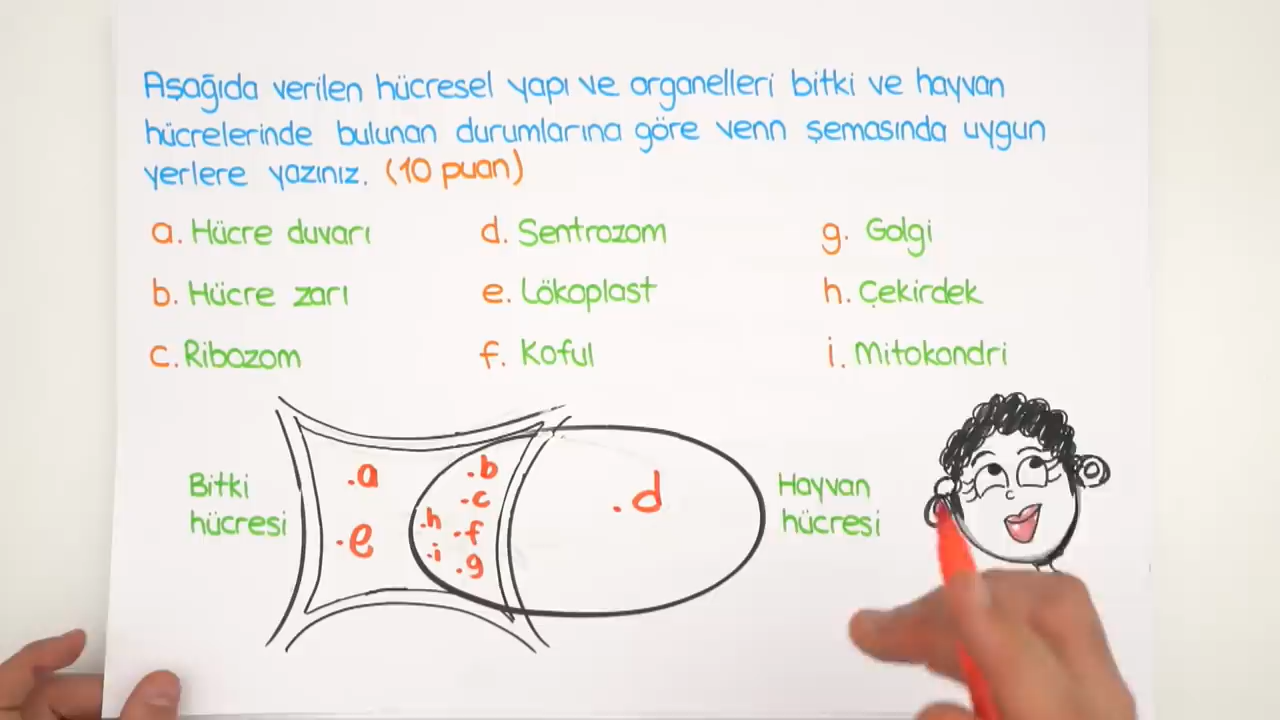 Aşağıda verilen hücresel yapı ve organelleri bitki ve hayvan
hücrelerinde bulunan durumlarına göre venn şemasında uygun
yerlere yazınız. (10 puan)
a. Hücre duvarı d. Sentrozom g. Golgi
b. Hücre zarı e. Lökoplast h. Çekirdek
c. Ribozom f. Koful i. Mitokondri
Bitki
hücresi
.a
.e
.b
.c
.h
.f
.i
.g
.d
Hayvan
hücresi